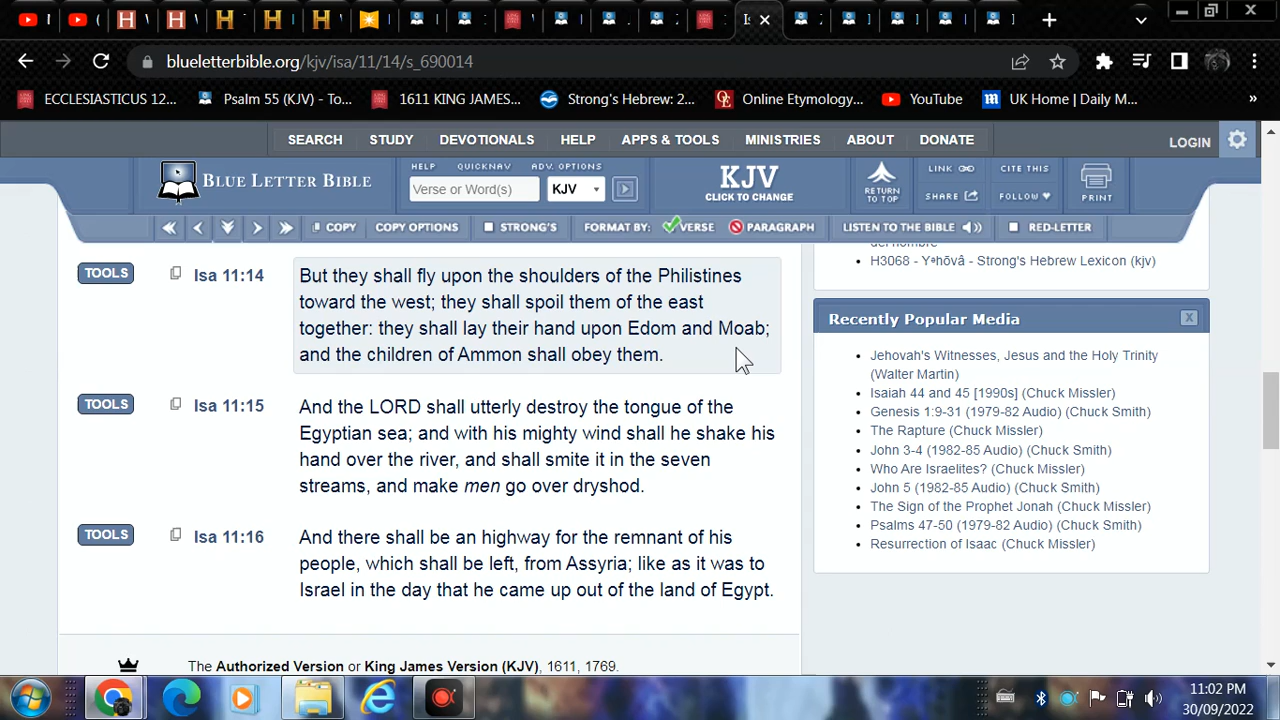 blueletterbible.org/kjv/isa/11/14/s_690014
ECCLESIASTICUS 12...
Psalm 55 (KJV) - To...
1611 KING JAMES...
Strong's Hebrew: 2...
Online Etymology...
YouTube
UK Home | Daily M...
»
SEARCH STUDY DEVOTIONALS HELP APPS & TOOLS MINISTRIES ABOUT DONATE LOGIN
BLUE LETTER BIBLE
HELP QUICKNAV ADV. OPTIONS
Verse or Word(s) KJV
KJV
CLICK TO CHANGE
RETURN
TO TOP
LINK
CITE THIS
SHARE
FOLLOW
PRINT
COPY COPY OPTIONS STRONG'S FORMAT BY: VERSE PARAGRAPH LISTEN TO THE BIBLE RED-LETTER
TOOLS Isa 11:14 But they shall fly upon the shoulders of the Philistines
toward the west; they shall spoil them of the east
together: they shall lay their hand upon Edom and Moab;
and the children of Ammon shall obey them.
TOOLS Isa 11:15 And the LORD shall utterly destroy the tongue of the
Egyptian sea; and with his mighty wind shall he shake his
hand over the river, and shall smite it in the seven
streams, and make men go over dryshod.
TOOLS Isa 11:16 And there shall be an highway for the remnant of his
people, which shall be left, from Assyria; like as it was to
Israel in the day that he came up out of the land of Egypt.
The Authorized Version or King James Version (KJV), 1611, 1769.
del hombre
H3068 - Yᵊhōvâ - Strong's Hebrew Lexicon (kjv)
Recently Popular Media
Jehovah's Witnesses, Jesus and the Holy Trinity
(Walter Martin)
Isaiah 44 and 45 [1990s] (Chuck Missler)
Genesis 1:9-31 (1979-82 Audio) (Chuck Smith)
The Rapture (Chuck Missler)
John 3-4 (1982-85 Audio) (Chuck Smith)
Who Are Israelites? (Chuck Missler)
John 5 (1982-85 Audio) (Chuck Smith)
The Sign of the Prophet Jonah (Chuck Missler)
Psalms 47-50 (1979-82 Audio) (Chuck Smith)
Resurrection of Isaac (Chuck Missler)
11:02 PM
30/09/2022